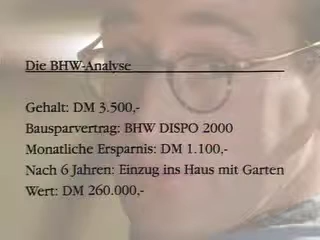 Die BHW-Analyse
Gehalt: DM 3.500,-
Bausparvertrag: BHW DISPO 2000
Monatliche Ersparnis: DM 1.100,-
Nach 6 Jahren: Einzug ins Haus mit Garten
Wert: DM 260.000,-